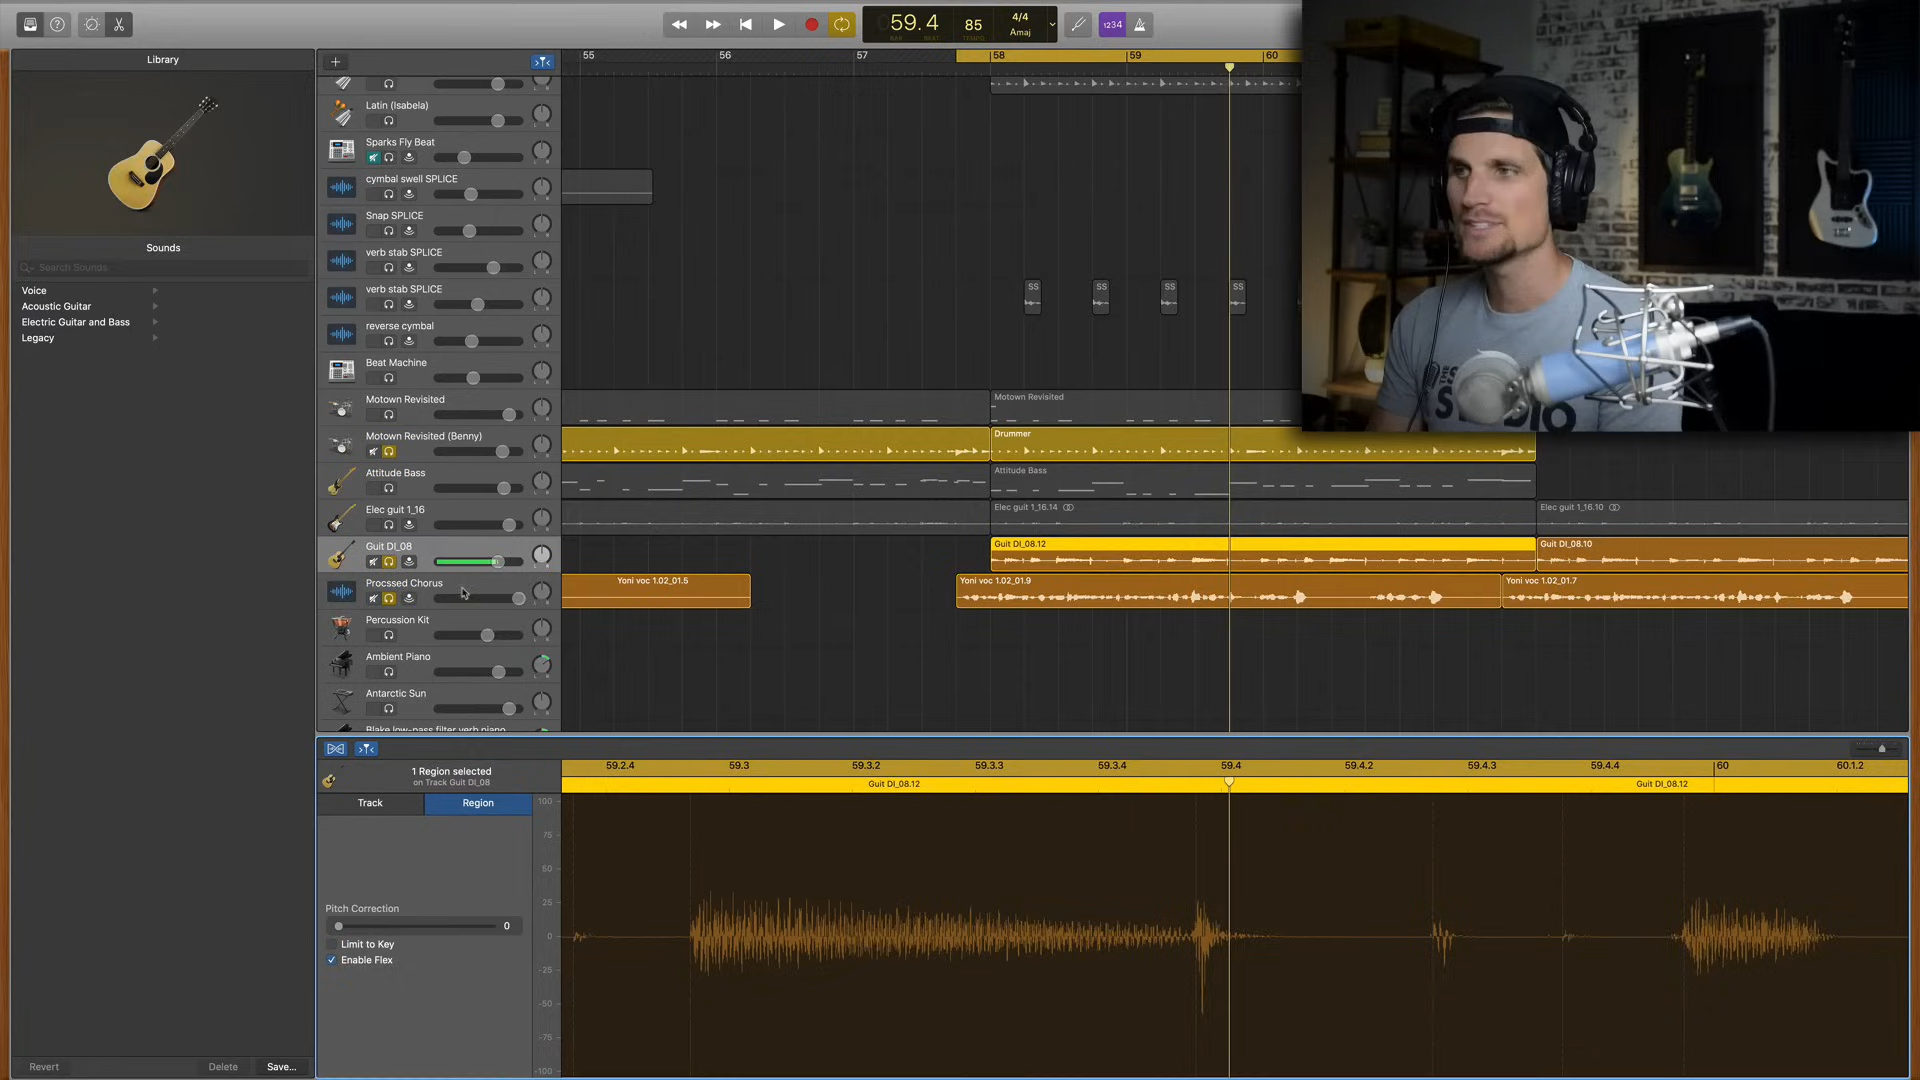 59.4
BAR BEAT
85
TEMPO
4/4
Amaj
1234
Library
Sounds
Search Sounds
Voice
Acoustic Guitar
Electric Guitar and Bass
Legacy
Revert
Delete
Save...
55
56
57
58
59
60
Latin (Isabela)
Sparks Fly Beat
cymbal swell SPLICE
Snap SPLICE
verb stab SPLICE
verb stab SPLICE
SS
SS
SS
SS
reverse cymbal
Beat Machine
Motown Revisited
Motown Revisited
Motown Revisited (Benny)
Drummer
Attitude Bass
Attitude Bass
Elec guit 1_16
Elec guit 1_16.14
Elec guit 1_16.10
Guit DI_08
Guit DI_08.12
Guit DI_08.10
Procssed Chorus
Yoni voc 1.02_01.5
Yoni voc 1.02_01.9
Yoni voc 1.02_01.7
Percussion Kit
Ambient Piano
Antarctic Sun
Blake low-pass filter verb piano
1 Region selected
on Track Guit DI_08
Track
Region
Pitch Correction
0
Limit to Key
Enable Flex
59.2.4
59.3
59.3.2
59.3.3
59.3.4
59.4
59.4.2
59.4.3
59.4.4
60
60.1.2
Guit DI_08.12
Guit DI_08.12
100
75
50
25
0
-25
-50
-75
-100